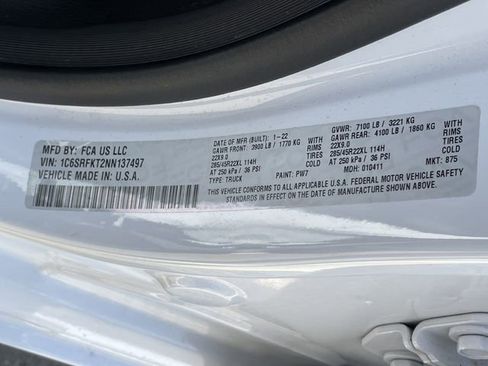 MFD BY: FCA US LLC
VIN: 1C6SRFKT2NN137497
VEHICLE MADE IN U.S.A.
DATE OF MFR (BUILT): 1-22
GAWR FRONT: 3900 LB / 1770 KG WITH
22X9.0 RIMS
285/45R22XL 114H TIRES
AT 250 kPa / 36 PSI COLD
TYPE: TRUCK
GVWR: 7100 LB / 3221 KG
GAWR REAR: 4100 LB / 1860 KG WITH
22X9.0 RIMS
285/45R22XL 114H TIRES
AT 250 kPa / 36 PSI COLD
PAINT: PW7 MDH: 010411 MKT: 875
THIS VEHICLE CONFORMS TO ALL APPLICABLE U.S.A. FEDERAL MOTOR VEHICLE SAFETY
STANDARDS IN EFFECT ON THE DATE OF MANUFACTURE SHOWN ABOVE